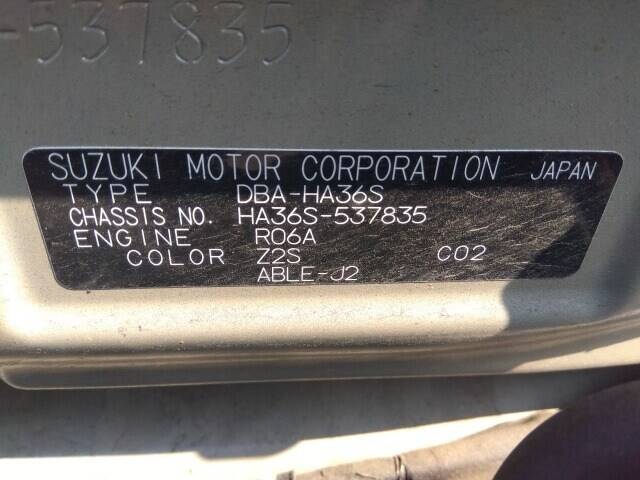 -537835
SUZUKI MOTOR CORPORATION JAPAN
TYPE DBA-HA36S
CHASSIS NO. HA36S-537835
ENGINE R06A
COLOR Z2S C02
ABLE-J2